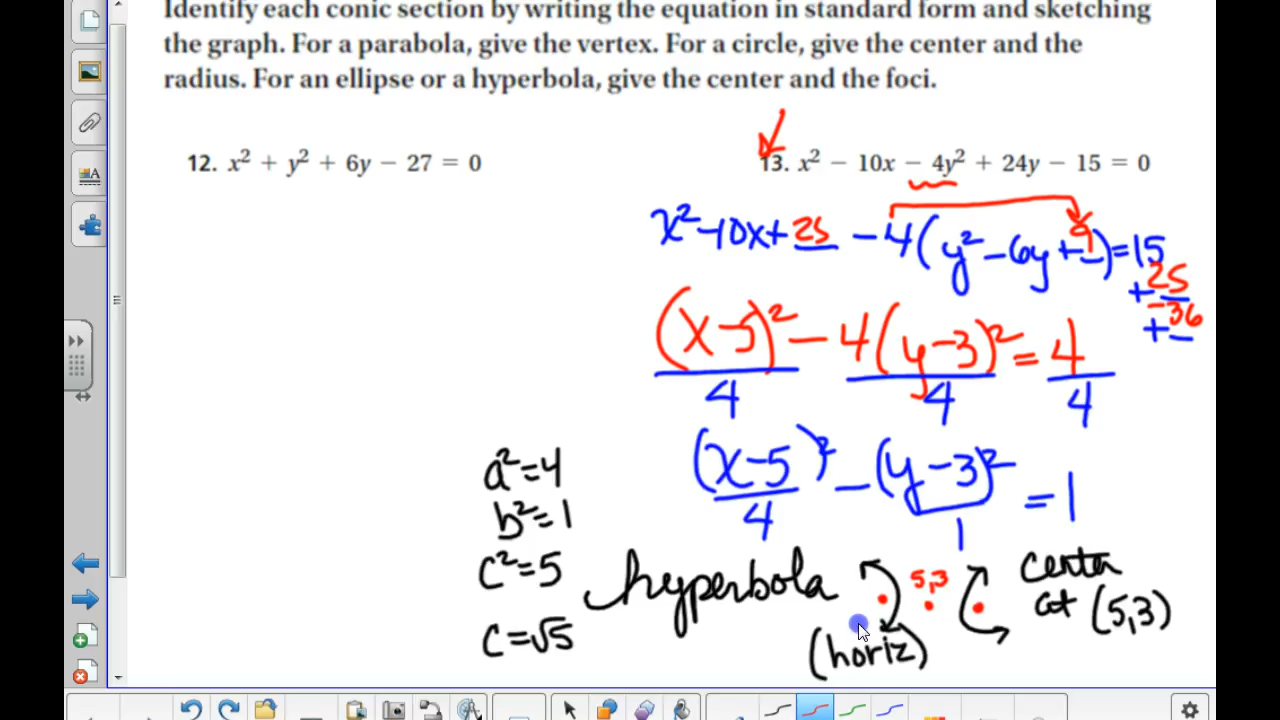 Identify each conic section by writing the equation in standard form and sketching
the graph. For a parabola, give the vertex. For a circle, give the center and the
radius. For an ellipse or a hyperbola, give the center and the foci.
12. x² + y² + 6y − 27 = 0
13. x² − 10x − 4y² + 24y − 15 = 0
x² − 10x + 25 − 4(y² − 6y + 9) = 15
+ 25
+ −36
(x − 5)² − 4(y − 3)² = 4
4 4 4
(x − 5)² − (y − 3)² = 1
4 1
a² = 4
b² = 1
c² = 5
c = √5
hyperbola
(horiz)
5,3
center
at (5,3)